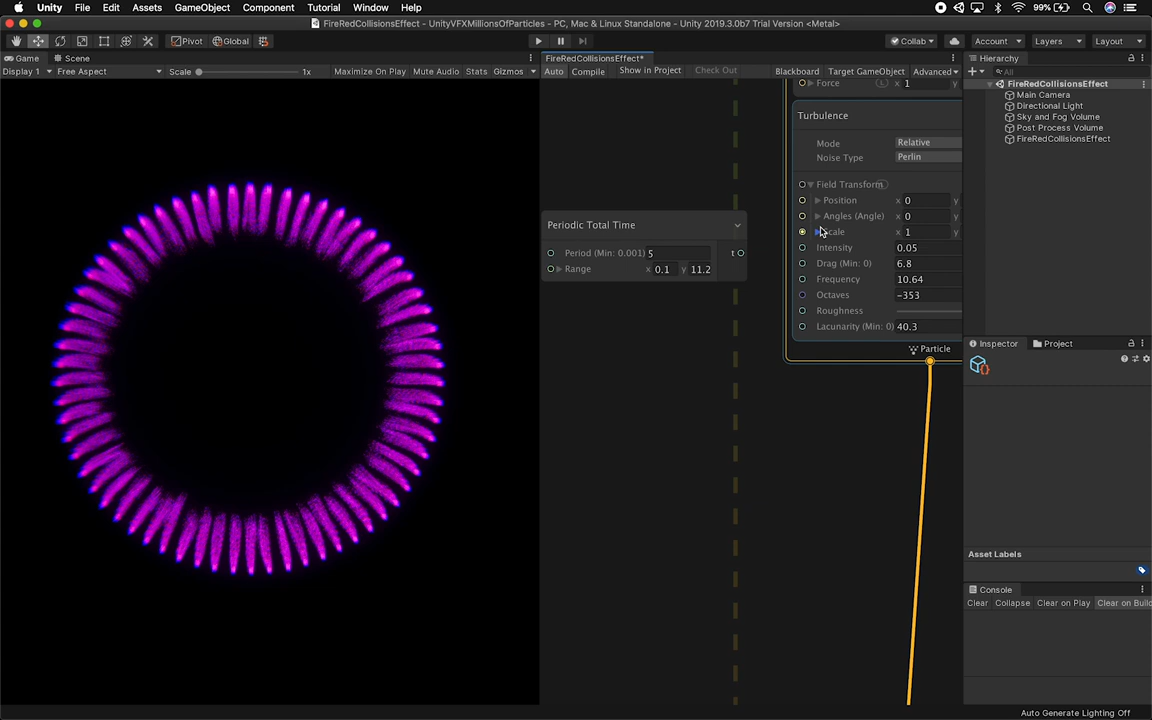 Unity File Edit Assets GameObject Component Tutorial Window Help 99%
FireRedCollisionsEffect - UnityVFXMillionsOfParticles - PC, Mac & Linux Standalone - Unity 2019.3.0b7 Trial Version <Metal>
Pivot Global Collab Account Layers Layout
Game Scene FireRedCollisionsEffect* Hierarchy
Display 1 Free Aspect Scale 1x Maximize On Play Mute Audio Stats Gizmos Auto Compile Show in Project Check Out Blackboard Target GameObject Advanced All
Force L x 1 y FireRedCollisionsEffect
Main Camera
Directional Light
Turbulence Sky and Fog Volume
Post Process Volume
FireRedCollisionsEffect
Mode Relative
Noise Type Perlin
Field Transform
Position x 0 y
Angles (Angle) x 0 y
Periodic Total Time cale x 1 y
Intensity 0.05
Period (Min: 0.001) 5 t
Drag (Min: 0) 6.8
Range x 0.1 y 11.2
Frequency 10.64
Octaves -353
Roughness
Lacunarity (Min: 0) 40.3
Particle
Inspector Project
Asset Labels
Console
Clear Collapse Clear on Play Clear on Build
Auto Generate Lighting Off